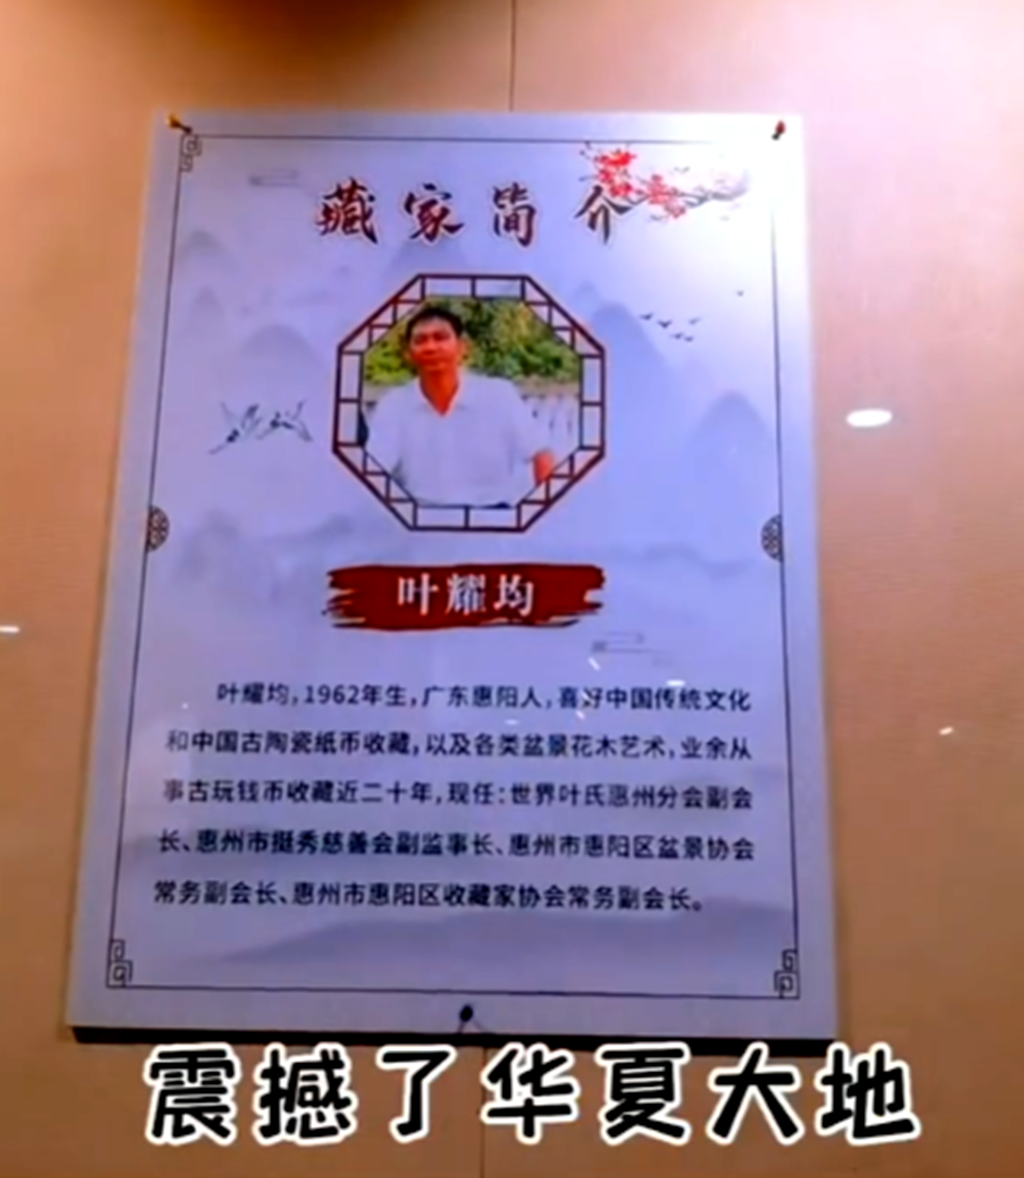 藏家简介
叶耀均
叶耀均，1962年生，广东惠阳人，喜好中国传统文化
和中国古陶瓷纸币收藏，以及各类盆景花木艺术，业余从
事古玩钱币收藏近二十年，现任：世界叶氏惠州分会副会
长、惠州市挺秀慈善会副监事长、惠州市惠阳区盆景协会
常务副会长、惠州市惠阳区收藏家协会常务副会长。
震撼了华夏大地